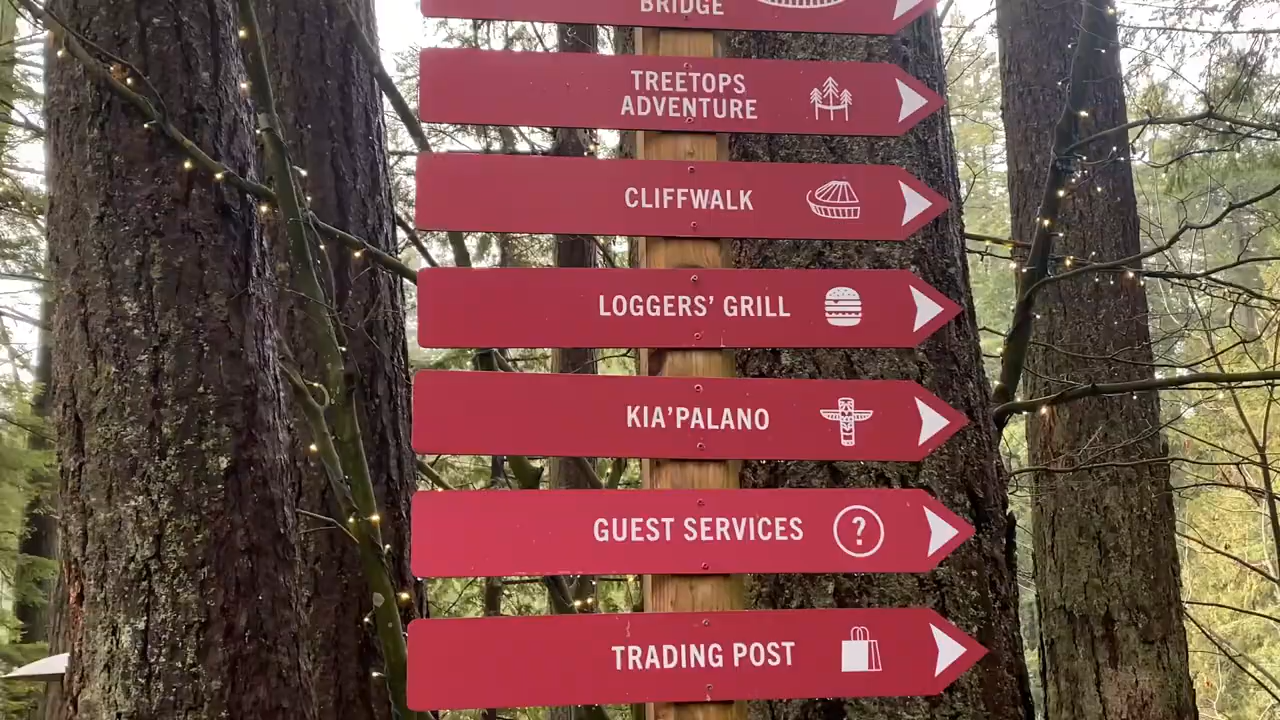 BRIDGE
TREETOPS
ADVENTURE
CLIFFWALK
LOGGERS' GRILL
KIA'PALANO
GUEST SERVICES
?
TRADING POST